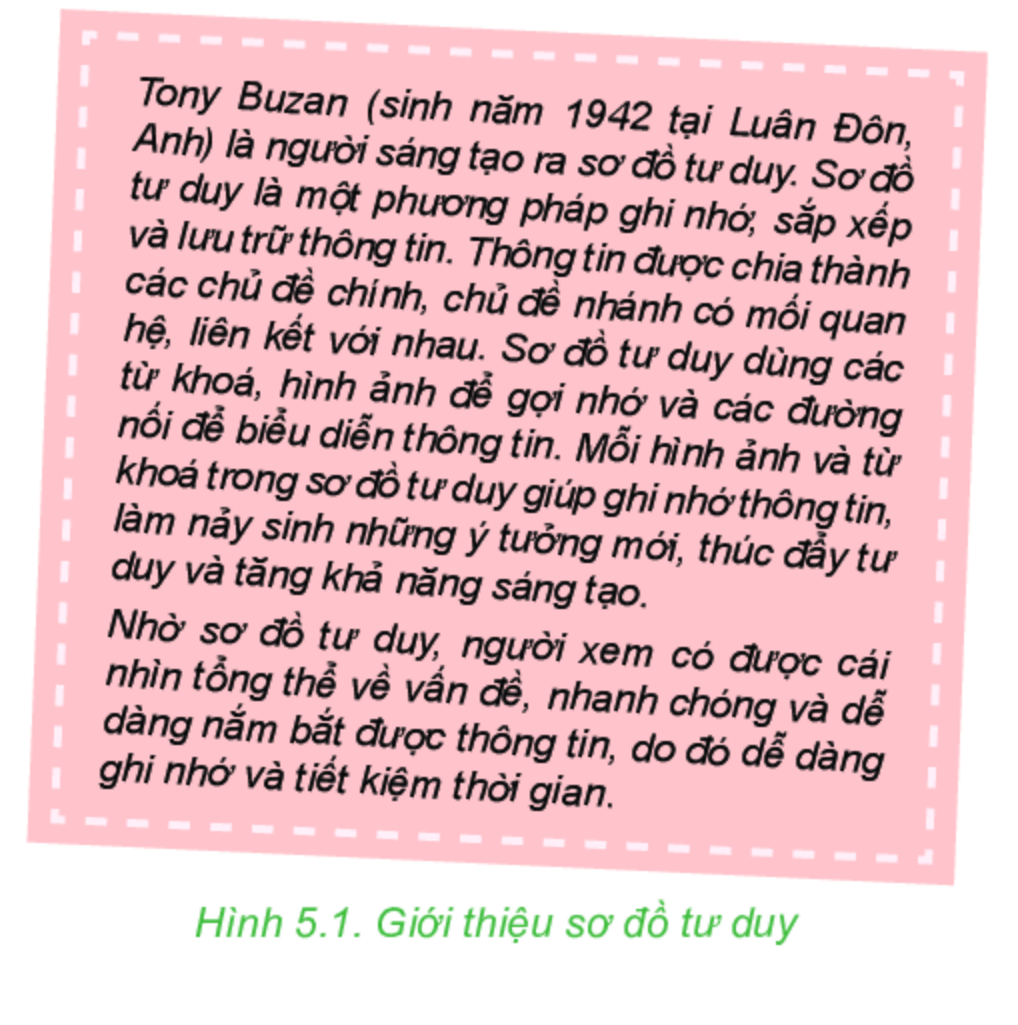 Tony Buzan (sinh năm 1942 tại Luân Đôn,
Anh) là người sáng tạo ra sơ đồ tư duy. Sơ đồ
tư duy là một phương pháp ghi nhớ, sắp xếp
và lưu trữ thông tin. Thông tin được chia thành
các chủ đề chính, chủ đề nhánh có mối quan
hệ, liên kết với nhau. Sơ đồ tư duy dùng các
từ khoá, hình ảnh để gợi nhớ và các đường
nối để biểu diễn thông tin. Mỗi hình ảnh và từ
khoá trong sơ đồ tư duy giúp ghi nhớ thông tin,
làm nảy sinh những ý tưởng mới, thúc đẩy tư
duy và tăng khả năng sáng tạo.
Nhờ sơ đồ tư duy, người xem có được cái
nhìn tổng thể về vấn đề, nhanh chóng và dễ
dàng nắm bắt được thông tin, do đó dễ dàng
ghi nhớ và tiết kiệm thời gian.
Hình 5.1. Giới thiệu sơ đồ tư duy